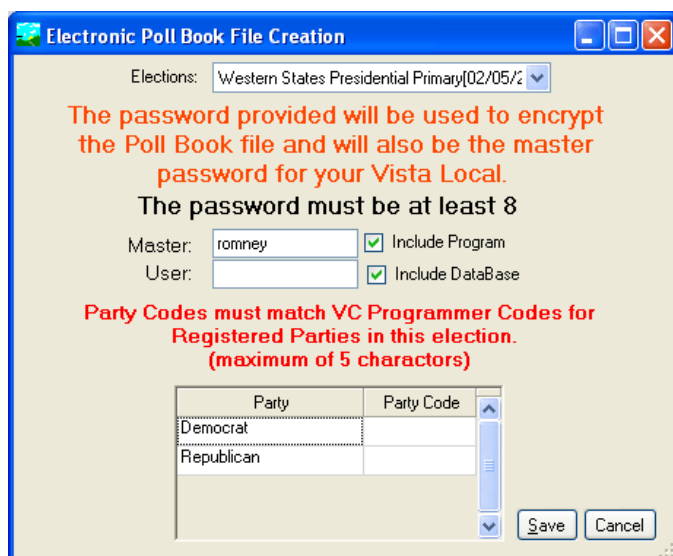 Electronic Poll Book File Creation
Elections: Western States Presidential Primary[02/05/2
The password provided will be used to encrypt
the Poll Book file and will also be the master
password for your Vista Local.
The password must be at least 8
Master: romney Include Program
User: Include DataBase
Party Codes must match VC Programmer Codes for
Registered Parties in this election.
(maximum of 5 charactors)
Party Party Code
Democrat
Republican
Save Cancel